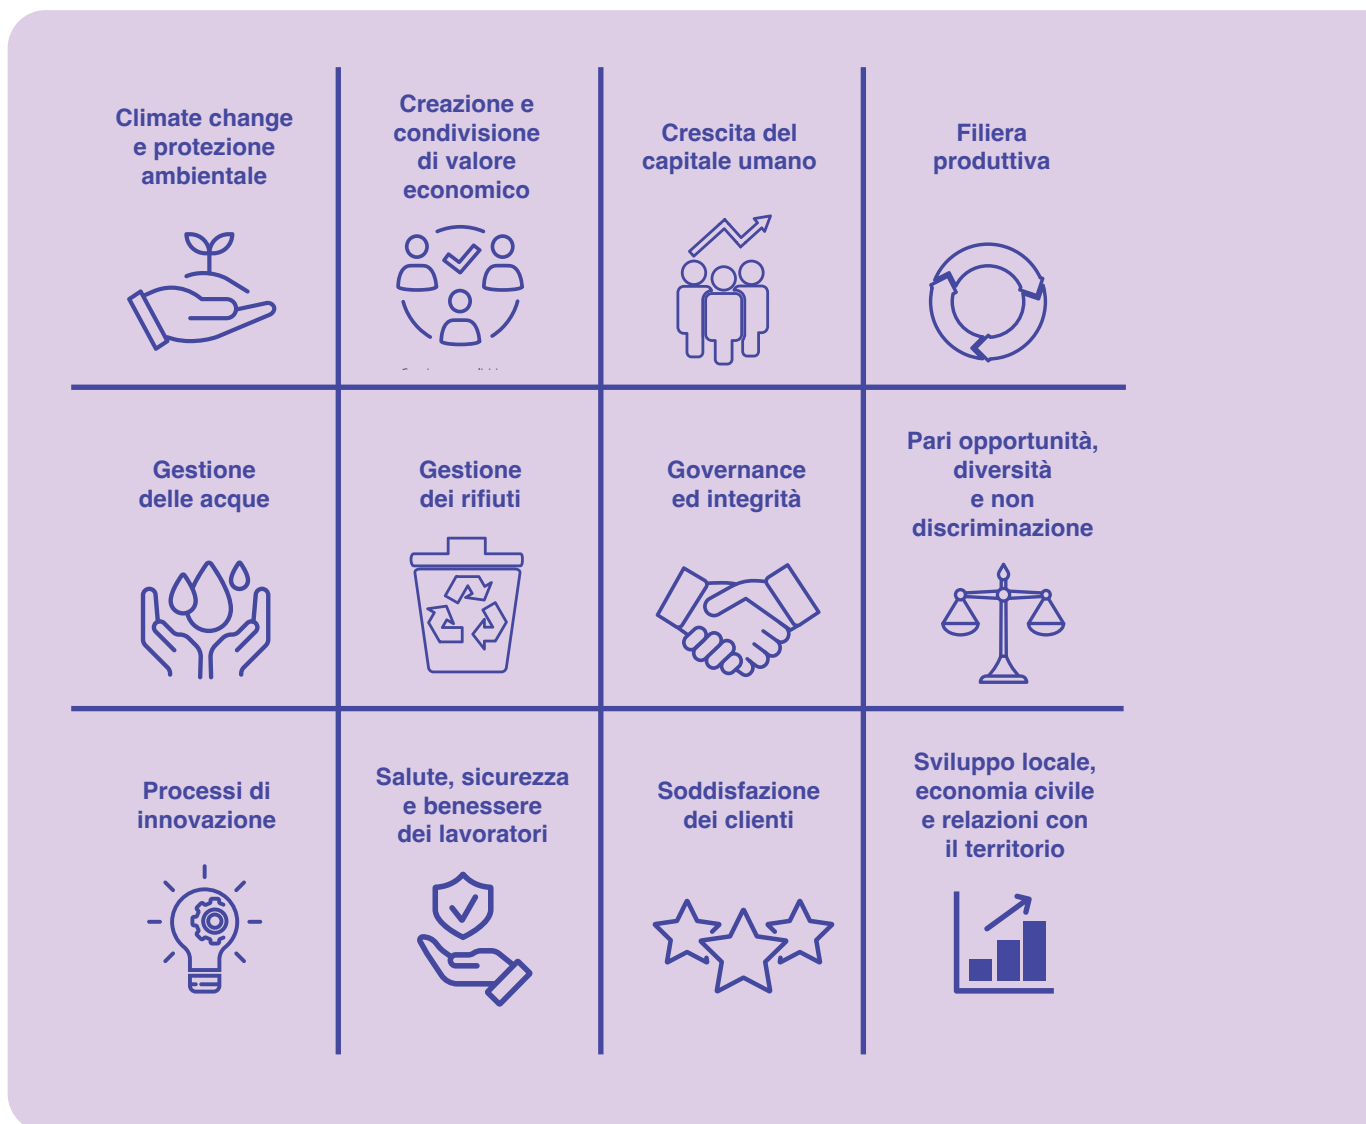 Climate change
e protezione
ambientale
Creazione e
condivisione
di valore
economico
Crescita del
capitale umano
Filiera
produttiva
Gestione
delle acque
Gestione
dei rifiuti
Governance
ed integrità
Pari opportunità,
diversità
e non
discriminazione
Processi di
innovazione
Salute, sicurezza
e benessere
dei lavoratori
Soddisfazione
dei clienti
Sviluppo locale,
economia civile
e relazioni con
il territorio